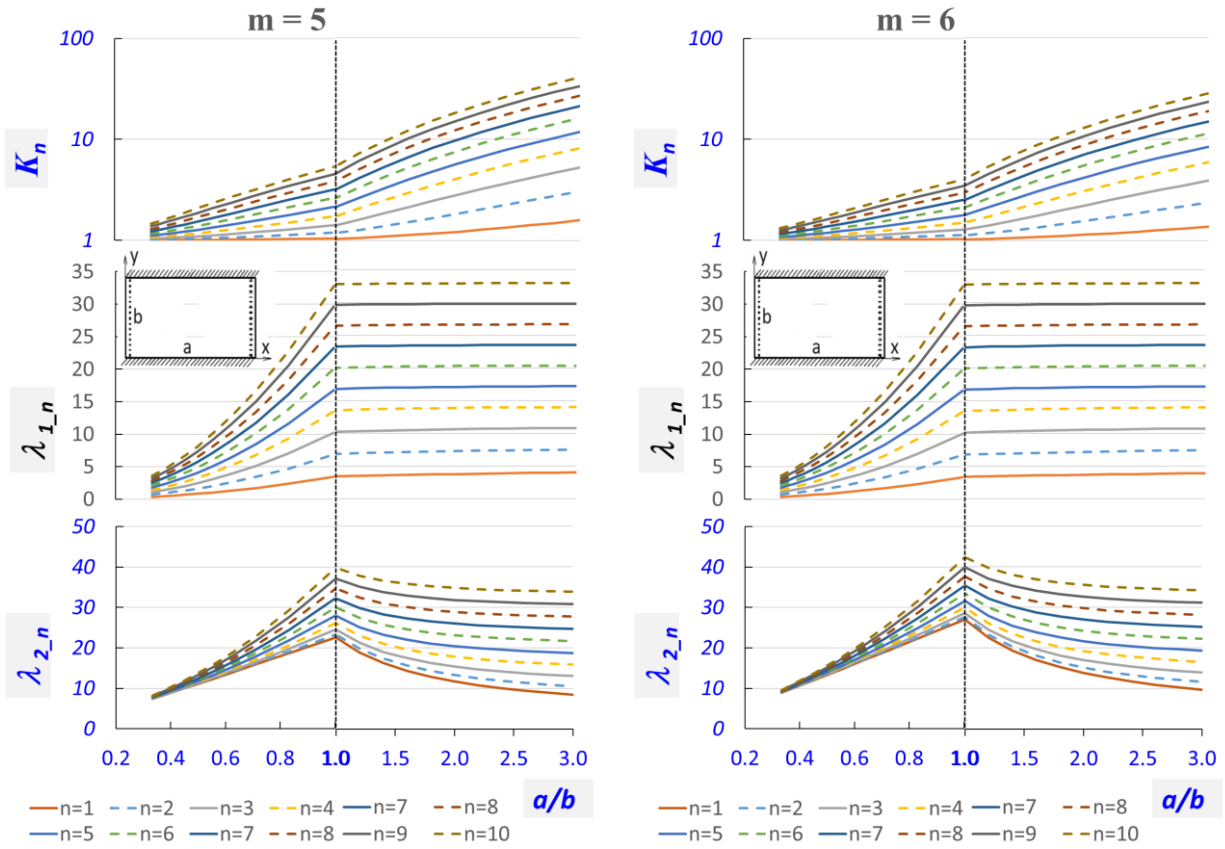 m = 5
100
10
1
K_n
y
b
a
x
35
30
25
20
15
10
5
0
λ_1_n
50
40
30
20
10
0
λ_2_n
0.2 0.4 0.6 0.8 1.0 1.5 2.0 2.5 3.0
a/b
n=1 n=2 n=3 n=4 n=7 n=8
n=5 n=6 n=7 n=8 n=9 n=10
m = 6
100
10
1
K_n
y
b
a
x
35
30
25
20
15
10
5
0
λ_1_n
50
40
30
20
10
0
λ_2_n
0.2 0.4 0.6 0.8 1.0 1.5 2.0 2.5 3.0
a/b
n=1 n=2 n=3 n=4 n=7 n=8
n=5 n=6 n=7 n=8 n=9 n=10